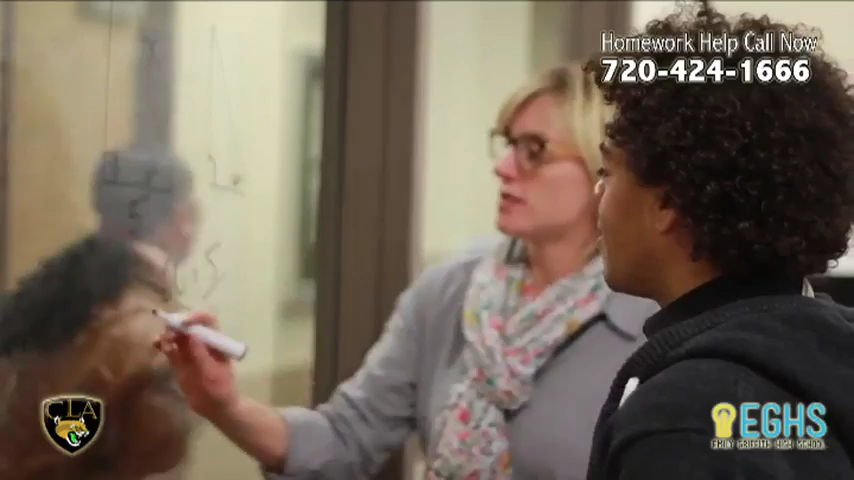 Homework Help Call Now
720-424-1666
CLA
EGHS
EMILY GRIFFITH HIGH SCHOOL